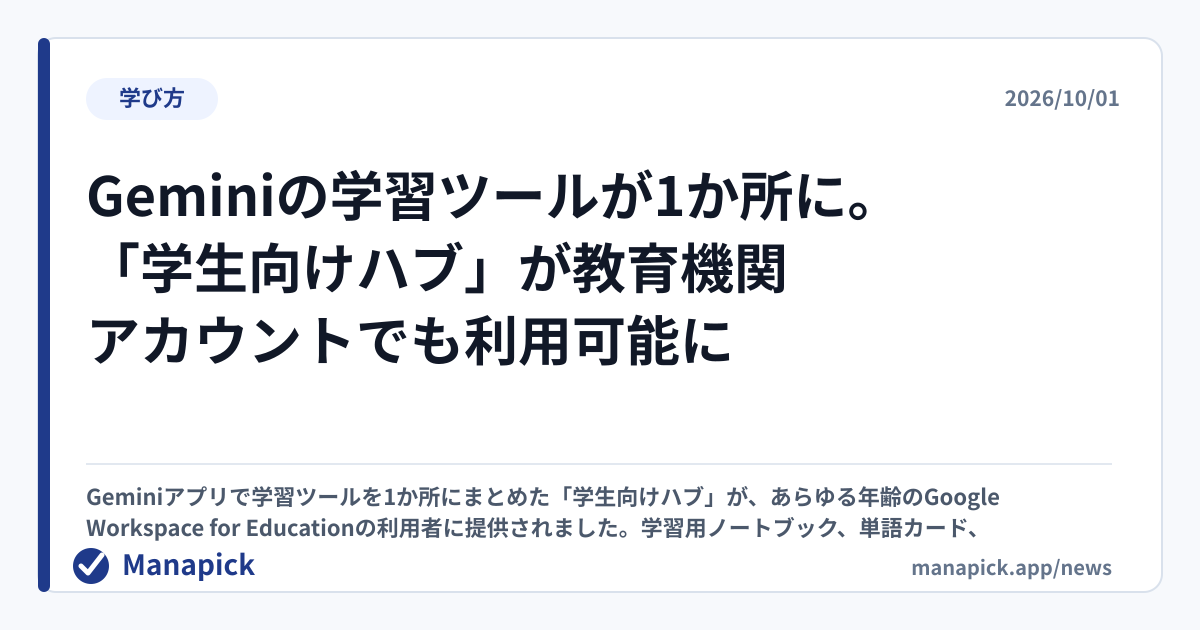 学び方
2026/10/01
Geminiの学習ツールが1か所に。
「学生向けハブ」が教育機関
アカウントでも利用可能に
Geminiアプリで学習ツールを1か所にまとめた「学生向けハブ」が、あらゆる年齢のGoogle
Workspace for Educationの利用者に提供されました。学習用ノートブック、単語カード、
Manapick
manapick.app/news